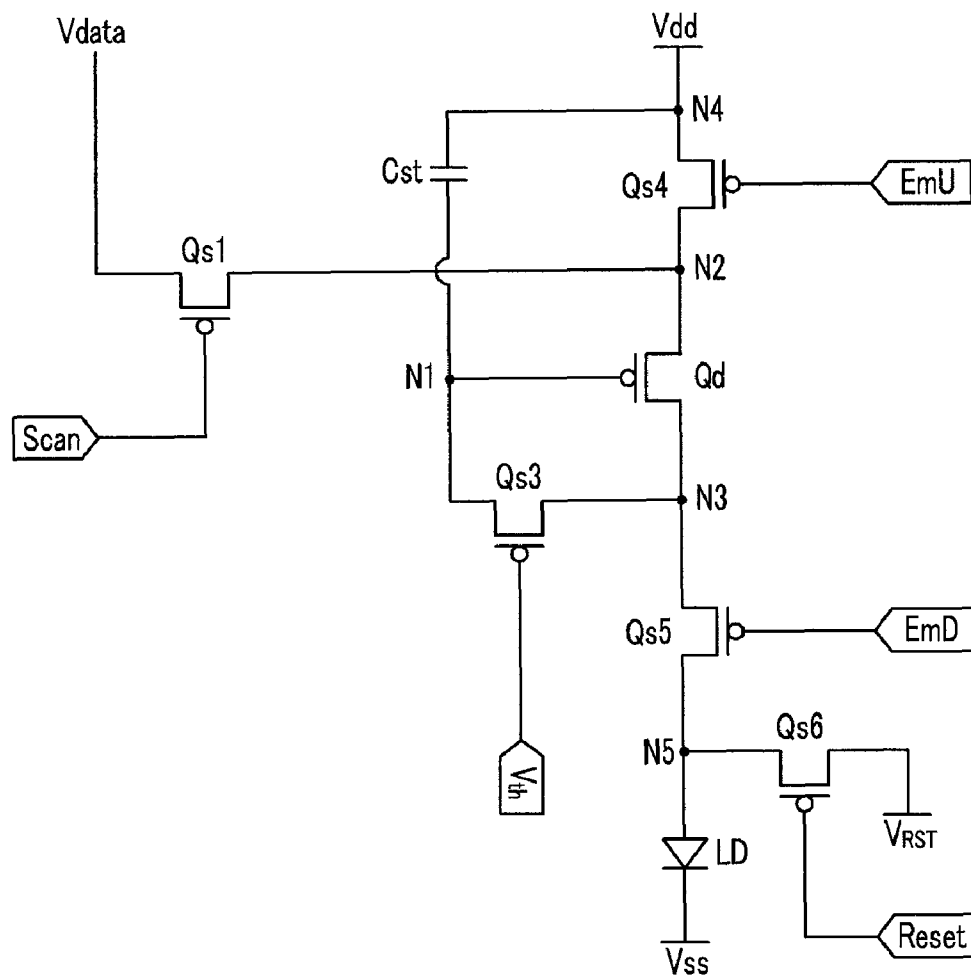 Vdata
Vdd
N4
Cst
Qs4
EmU
Qs1
N2
N1
Qd
Scan
Qs3
N3
Qs5
EmD
Qs6
N5
Vth
VRST
LD
Reset
Vss